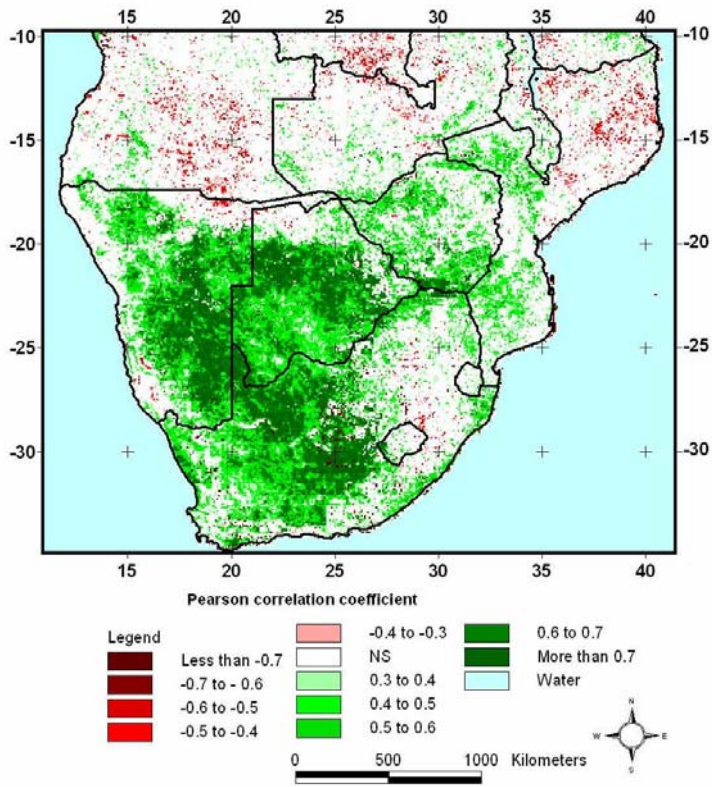 15 20 25 30 35 40
-10 -10
-15 -15
-20 -20
-25 -25
-30 -30
15 20 25 30 35 40
Pearson correlation coefficient
Legend
Less than -0.7
-0.7 to - 0.6
-0.6 to -0.5
-0.5 to -0.4
-0.4 to -0.3
NS
0.3 to 0.4
0.4 to 0.5
0.5 to 0.6
0.6 to 0.7
More than 0.7
Water
N
W E
S
0 500 1000 Kilometers